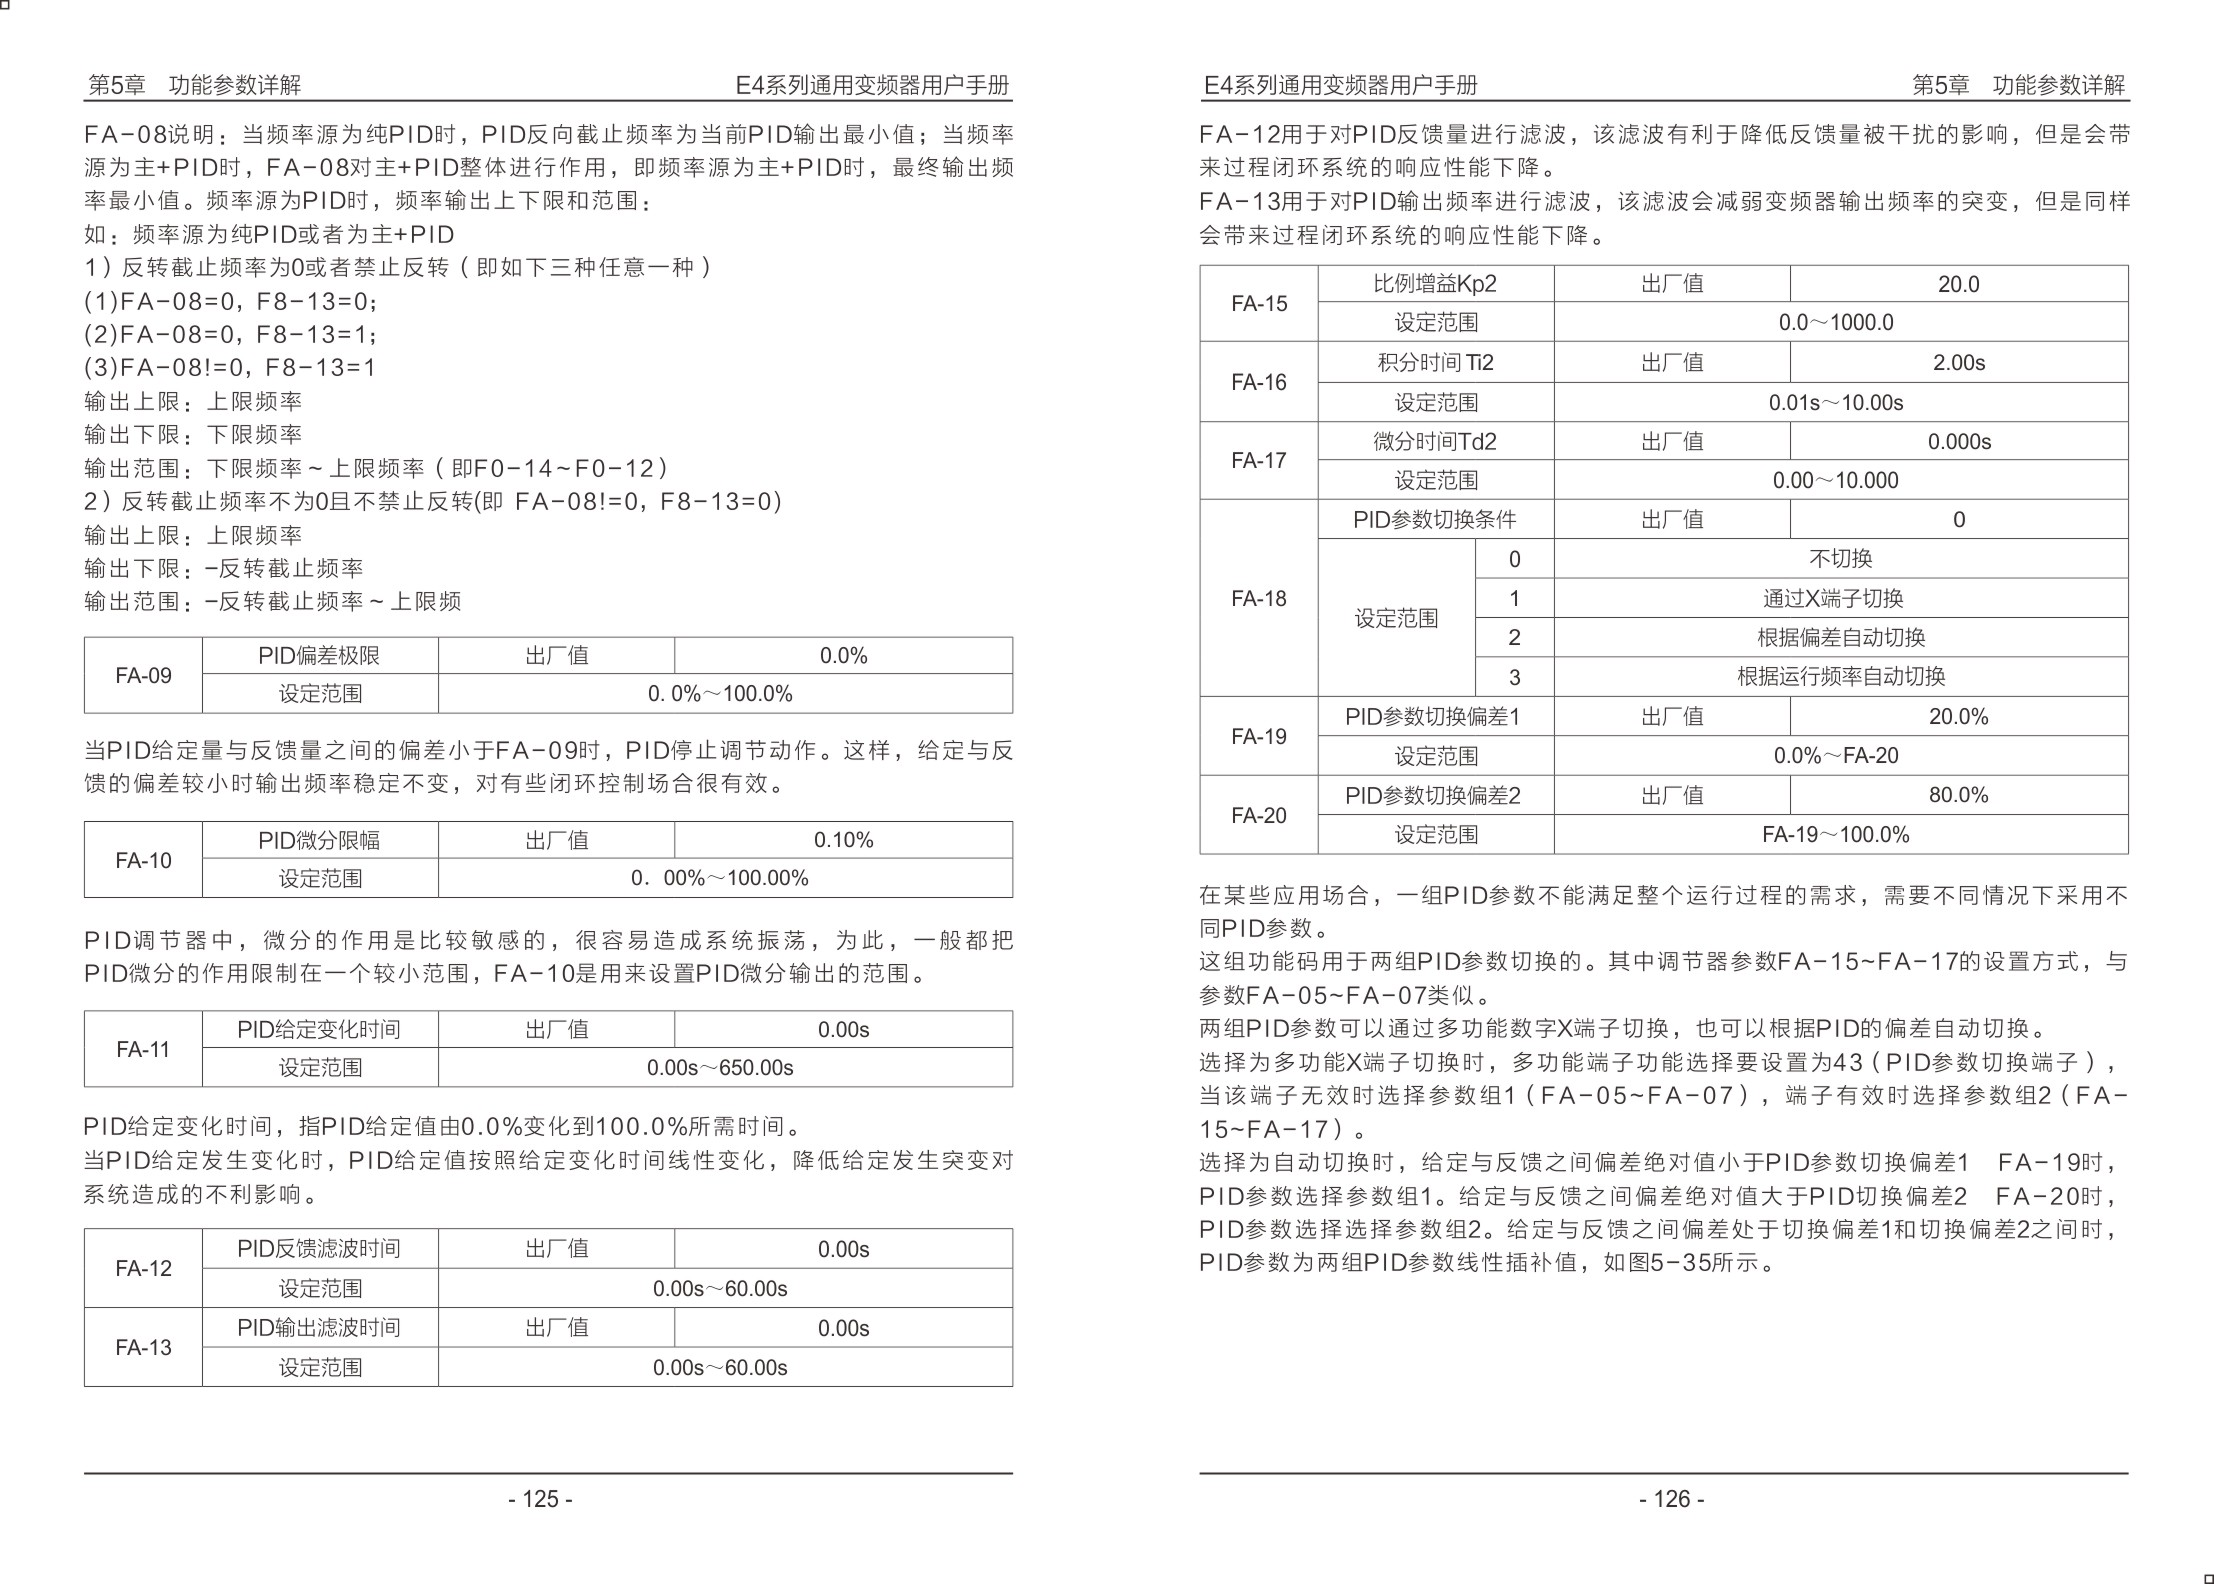 第5章　功能参数详解
E4系列通用变频器用户手册
FA-08说明：当频率源为纯PID时，PID反向截止频率为当前PID输出最小值；当频率
源为主+PID时，FA-08对主+PID整体进行作用，即频率源为主+PID时，最终输出频
率最小值。频率源为PID时，频率输出上下限和范围：
如：频率源为纯PID或者为主+PID
1）反转截止频率为0或者禁止反转（即如下三种任意一种）
(1)FA-08=0，F8-13=0；
(2)FA-08=0，F8-13=1；
(3)FA-08!=0，F8-13=1
输出上限：上限频率
输出下限：下限频率
输出范围：下限频率~上限频率（即F0-14~F0-12）
2）反转截止频率不为0且不禁止反转(即 FA-08!=0，F8-13=0)
输出上限：上限频率
输出下限：-反转截止频率
输出范围：-反转截止频率~上限频
FA-09 PID偏差极限 出厂值 0.0%
设定范围 0. 0%～100.0%
当PID给定量与反馈量之间的偏差小于FA-09时，PID停止调节动作。这样，给定与反
馈的偏差较小时输出频率稳定不变，对有些闭环控制场合很有效。
FA-10 PID微分限幅 出厂值 0.10%
设定范围 0．00%～100.00%
PID调节器中，微分的作用是比较敏感的，很容易造成系统振荡，为此，一般都把
PID微分的作用限制在一个较小范围，FA-10是用来设置PID微分输出的范围。
FA-11 PID给定变化时间 出厂值 0.00s
设定范围 0.00s～650.00s
PID给定变化时间，指PID给定值由0.0%变化到100.0%所需时间。
当PID给定发生变化时，PID给定值按照给定变化时间线性变化，降低给定发生突变对
系统造成的不利影响。
FA-12 PID反馈滤波时间 出厂值 0.00s
设定范围 0.00s～60.00s
FA-13 PID输出滤波时间 出厂值 0.00s
设定范围 0.00s～60.00s
- 125 -
E4系列通用变频器用户手册
第5章　功能参数详解
FA-12用于对PID反馈量进行滤波，该滤波有利于降低反馈量被干扰的影响，但是会带
来过程闭环系统的响应性能下降。
FA-13用于对PID输出频率进行滤波，该滤波会减弱变频器输出频率的突变，但是同样
会带来过程闭环系统的响应性能下降。
FA-15 比例增益Kp2 出厂值 20.0
设定范围 0.0～1000.0
FA-16 积分时间 Ti2 出厂值 2.00s
设定范围 0.01s～10.00s
FA-17 微分时间Td2 出厂值 0.000s
设定范围 0.00～10.000
FA-18 PID参数切换条件 出厂值 0
设定范围 0 不切换
1 通过X端子切换
2 根据偏差自动切换
3 根据运行频率自动切换
FA-19 PID参数切换偏差1 出厂值 20.0%
设定范围 0.0%～FA-20
FA-20 PID参数切换偏差2 出厂值 80.0%
设定范围 FA-19～100.0%
在某些应用场合，一组PID参数不能满足整个运行过程的需求，需要不同情况下采用不
同PID参数。
这组功能码用于两组PID参数切换的。其中调节器参数FA-15~FA-17的设置方式，与
参数FA-05~FA-07类似。
两组PID参数可以通过多功能数字X端子切换，也可以根据PID的偏差自动切换。
选择为多功能X端子切换时，多功能端子功能选择要设置为43（PID参数切换端子），
当该端子无效时选择参数组1（FA-05~FA-07），端子有效时选择参数组2（FA-
15~FA-17）。
选择为自动切换时，给定与反馈之间偏差绝对值小于PID参数切换偏差1　FA-19时，
PID参数选择参数组1。给定与反馈之间偏差绝对值大于PID切换偏差2　FA-20时，
PID参数选择选择参数组2。给定与反馈之间偏差处于切换偏差1和切换偏差2之间时，
PID参数为两组PID参数线性插补值，如图5-35所示。
- 126 -